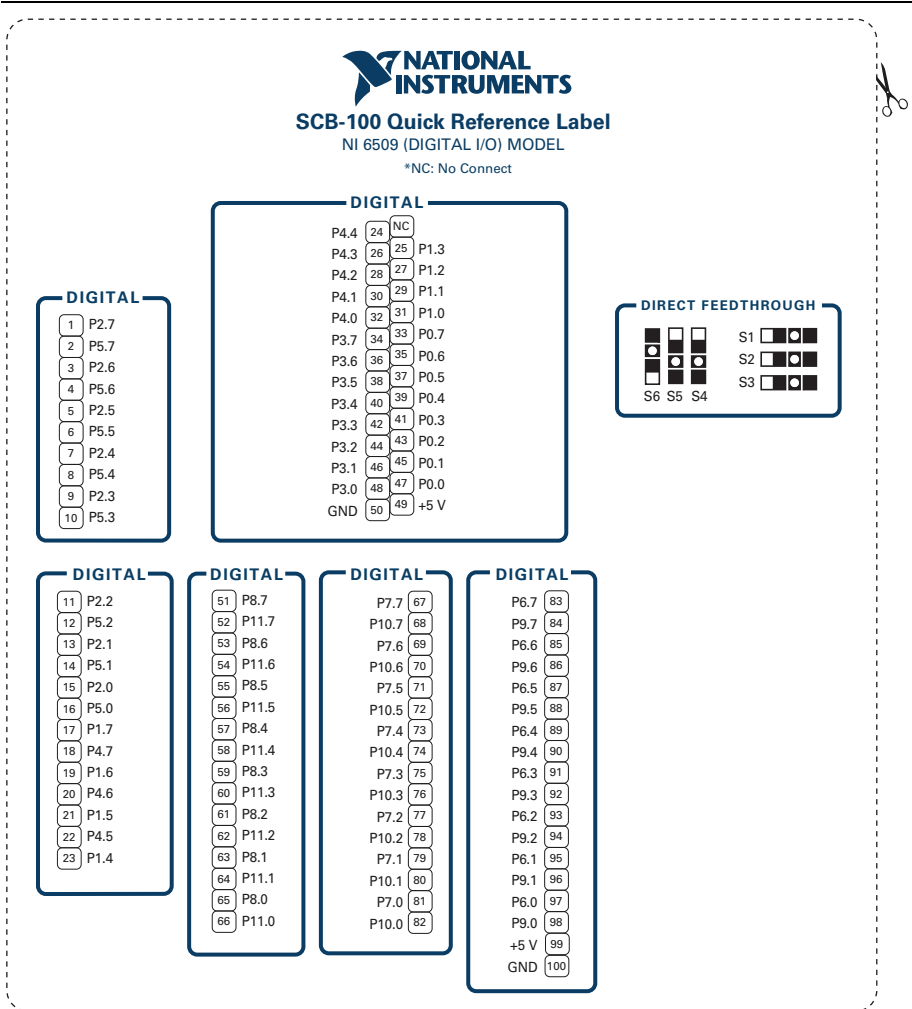 NATIONAL
INSTRUMENTS
SCB-100 Quick Reference Label
NI 6509 (DIGITAL I/O) MODEL
*NC: No Connect
DIGITAL
P4.4 24 NC
P4.3 26 25 P1.3
P4.2 28 27 P1.2
P4.1 30 29 P1.1
P4.0 32 31 P1.0
P3.7 34 33 P0.7
P3.6 36 35 P0.6
P3.5 38 37 P0.5
P3.4 40 39 P0.4
P3.3 42 41 P0.3
P3.2 44 43 P0.2
P3.1 46 45 P0.1
P3.0 48 47 P0.0
GND 50 49 +5 V
DIGITAL
1 P2.7
2 P5.7
3 P2.6
4 P5.6
5 P2.5
6 P5.5
7 P2.4
8 P5.4
9 P2.3
10 P5.3
DIRECT FEEDTHROUGH
S1
S2
S3
S6 S5 S4
DIGITAL
11 P2.2
12 P5.2
13 P2.1
14 P5.1
15 P2.0
16 P5.0
17 P1.7
18 P4.7
19 P1.6
20 P4.6
21 P1.5
22 P4.5
23 P1.4
DIGITAL
51 P8.7
52 P11.7
53 P8.6
54 P11.6
55 P8.5
56 P11.5
57 P8.4
58 P11.4
59 P8.3
60 P11.3
61 P8.2
62 P11.2
63 P8.1
64 P11.1
65 P8.0
66 P11.0
DIGITAL
P7.7 67
P10.7 68
P7.6 69
P10.6 70
P7.5 71
P10.5 72
P7.4 73
P10.4 74
P7.3 75
P10.3 76
P7.2 77
P10.2 78
P7.1 79
P10.1 80
P7.0 81
P10.0 82
DIGITAL
P6.7 83
P9.7 84
P6.6 85
P9.6 86
P6.5 87
P9.5 88
P6.4 89
P9.4 90
P6.3 91
P9.3 92
P6.2 93
P9.2 94
P6.1 95
P9.1 96
P6.0 97
P9.0 98
+5 V 99
GND 100